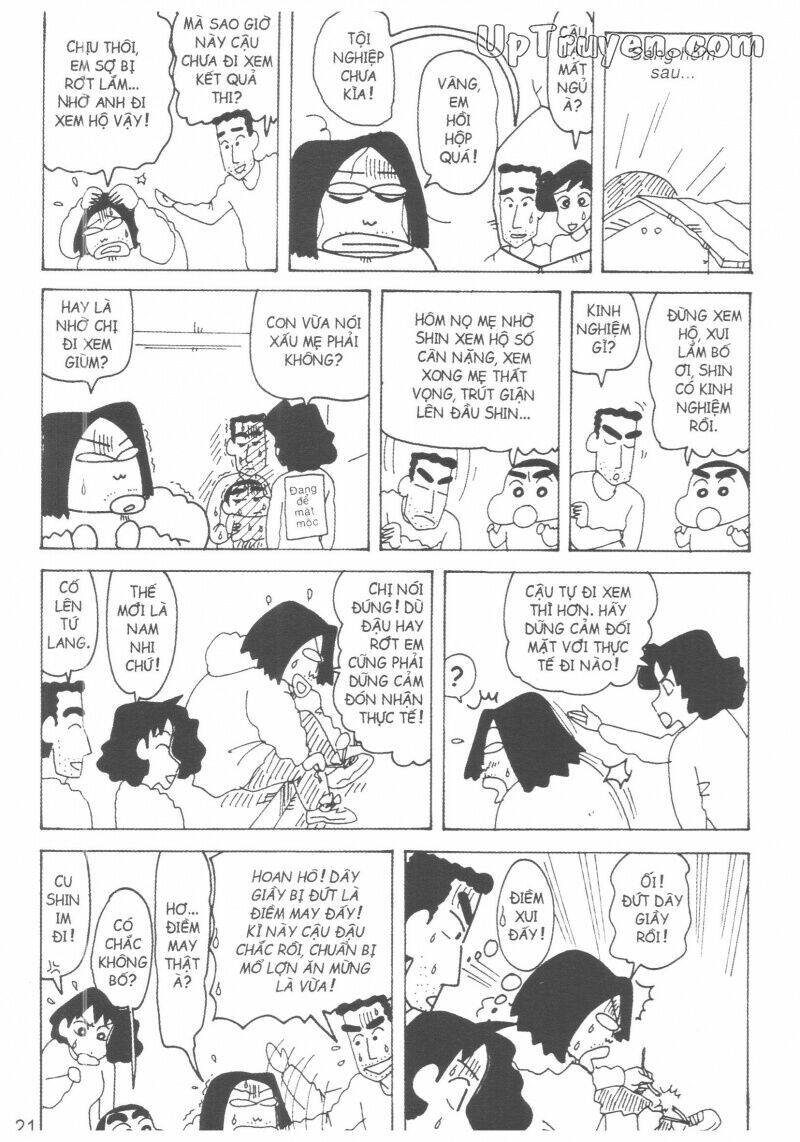 UpTruyen.com
Sáng hôm
sau...
CẬU
MẤT
NGỦ
À?
VÂNG,
EM
HỒI
HỘP
QUÁ!
TỘI
NGHIỆP
CHƯA
KÌA!
MÀ SAO GIỜ
NÀY CẬU
CHƯA ĐI XEM
KẾT QUẢ
THI?
CHỊU THÔI,
EM SỢ BỊ
RỚT LẮM...
NHỜ ANH ĐI
XEM HỘ VẬY!
ĐỪNG XEM
HỘ, XUI
LẮM BỐ
ƠI, SHIN
CÓ KINH
NGHIỆM
RỒI.
KINH
NGHIỆM
GÌ?
HÔM NỌ MẸ NHỜ
SHIN XEM HỘ SỐ
CÂN NẶNG, XEM
XONG MẸ THẤT
VỌNG, TRÚT GIẬN
LÊN ĐẦU SHIN...
CON VỪA NÓI
XẤU MẸ PHẢI
KHÔNG?
Đang
đề
mát
mộc
HAY LÀ
NHỜ CHỊ
ĐI XEM
GIÙM?
CẬU TỰ ĐI XEM
THÌ HƠN. HÃY
DŨNG CẢM ĐỐI
MẶT VỚI THỰC
TẾ ĐI NÀO!
?
CHỊ NÓI
ĐÚNG! DÙ
ĐẬU HAY
RỚT EM
CŨNG PHẢI
DŨNG CẢM
ĐÓN NHẬN
THỰC TẾ!
THẾ
MỚI LÀ
NAM
NHI
CHỨ!
CỐ
LÊN
TỨ
LANG.
ỐI!
ĐỨT DÂY
GIẦY
RỒI!
ĐIỀM
XUI
ĐẤY!
HOAN HÔ! DÂY
GIẦY BỊ ĐỨT LÀ
ĐIỀM MAY ĐẤY!
KÌ NÀY CẬU ĐẬU
CHẮC RỒI, CHUẨN BỊ
MỔ LỢN ĂN MỪNG
LÀ VỪA!
HƠ...
ĐIỀM
MAY
THẬT
À?
CÓ
CHẮC
KHÔNG
BỐ?
CU
SHIN
IM
ĐI!
21